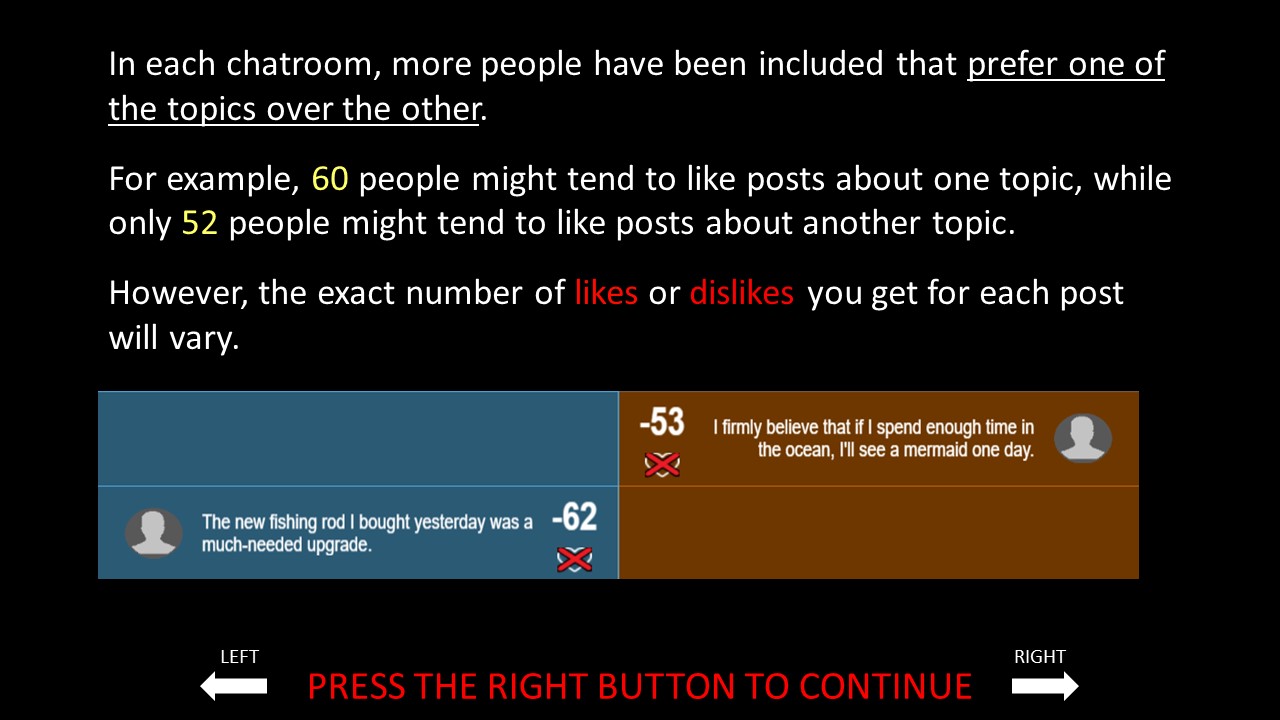 In each chatroom, more people have been included that prefer one of
the topics over the other.
For example, 60 people might tend to like posts about one topic, while
only 52 people might tend to like posts about another topic.
However, the exact number of likes or dislikes you get for each post
will vary.
-53
I firmly believe that if I spend enough time in
the ocean, I'll see a mermaid one day.
The new fishing rod I bought yesterday was a
much-needed upgrade.
-62
LEFT
RIGHT
PRESS THE RIGHT BUTTON TO CONTINUE